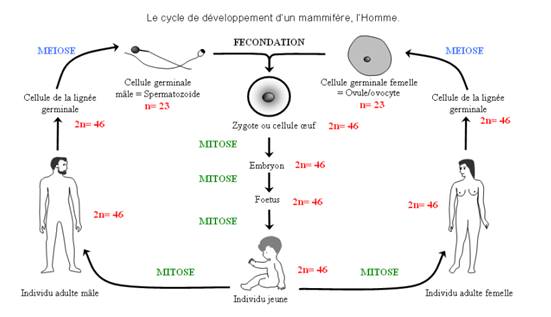 Le cycle de développement d'un mammifère, l'Homme.
MEIOSE
FECONDATION
MEIOSE
Cellule germinale
mâle = Spermatozoide
n= 23
Cellule germinale femelle
= Ovule/ovocyte
n= 23
Cellule de la lignée
germinale
2n= 46
Cellule de la lignée
germinale
2n= 46
Zygote ou cellule œuf
2n= 46
MITOSE
Embryon
2n= 46
MITOSE
Foetus
2n= 46
MITOSE
2n= 46
2n= 46
MITOSE
2n= 46
MITOSE
Individu adulte mâle
Individu jeune
Individu adulte femelle